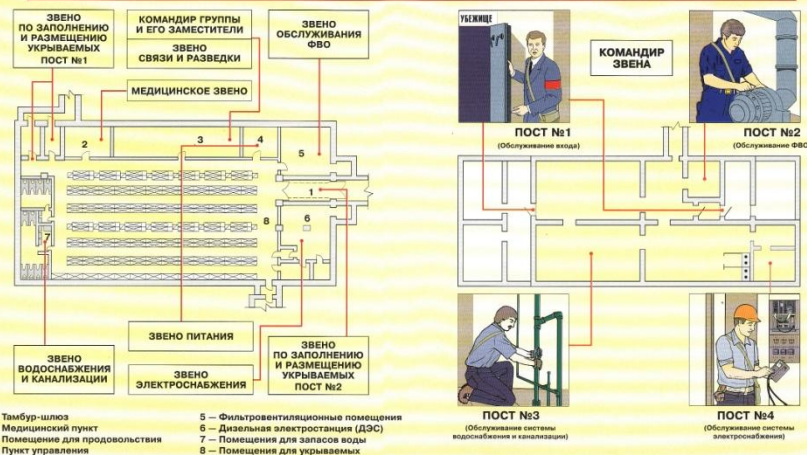 ЗВЕНО
ПО ЗАПОЛНЕНИЮ
И РАЗМЕЩЕНИЮ
УКРЫВАЕМЫХ
ПОСТ №1
КОМАНДИР ГРУППЫ
И ЕГО ЗАМЕСТИТЕЛИ
ЗВЕНО
СВЯЗИ И РАЗВЕДКИ
МЕДИЦИНСКОЕ ЗВЕНО
ЗВЕНО
ОБСЛУЖИВАНИЯ
ФВО
2
3
4
5
1
6
7
8
ЗВЕНО
ВОДОСНАБЖЕНИЯ
И КАНАЛИЗАЦИИ
ЗВЕНО ПИТАНИЯ
ЗВЕНО
ЭЛЕКТРОСНАБЖЕНИЯ
ЗВЕНО
ПО ЗАПОЛНЕНИЮ
И РАЗМЕЩЕНИЮ
УКРЫВАЕМЫХ
ПОСТ №2
Тамбур-шлюз
Медицинский пункт
Помещение для продовольствия
Пункт управления
5 — Фильтровентиляционные помещения
6 — Дизельная электростанция (ДЭС)
7 — Помещения для запасов воды
8 — Помещения для укрываемых
УБЕЖИЩЕ
КОМАНДИР
ЗВЕНА
ПОСТ №1
(Обслуживание входа)
ПОСТ №2
(Обслуживание ФВО
ПОСТ №3
(Обслуживание системы
водоснабжения и канализации)
ПОСТ №4
(Обслуживание системы
электроснабжения)